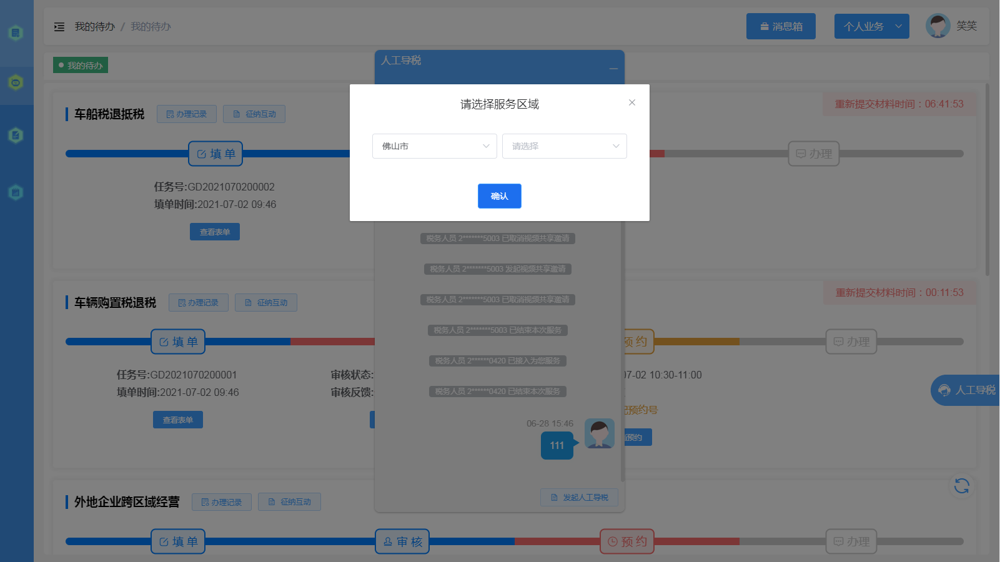 我的待办 / 我的待办
消息箱
个人业务
笑笑
我的待办
人工导税
请选择服务区域
佛山市
请选择
确认
车船税退抵税
办理记录
征纳互动
重新提交材料时间：06:41:53
填单
办理
任务号:GD2021070200002
填单时间:2021-07-02 09:46
查看表单
税务人员 2*******5003 已取消视频共享邀请
税务人员 2*******5003 发起视频共享邀请
税务人员 2*******5003 已取消视频共享邀请
税务人员 2*******5003 已结束本次服务
税务人员 2******0420 已接入为您服务
税务人员 2******0420 已结束本次服务
06-28 15:46
111
发起人工导税
车辆购置税退税
办理记录
征纳互动
重新提交材料时间：00:11:53
填单
预约
办理
任务号:GD2021070200001
填单时间:2021-07-02 09:46
查看表单
审核状态:
审核反馈:
07-02 10:30-11:00
预约号
预约
人工导税
外地企业跨区域经营
办理记录
征纳互动
填单
审核
预约
办理